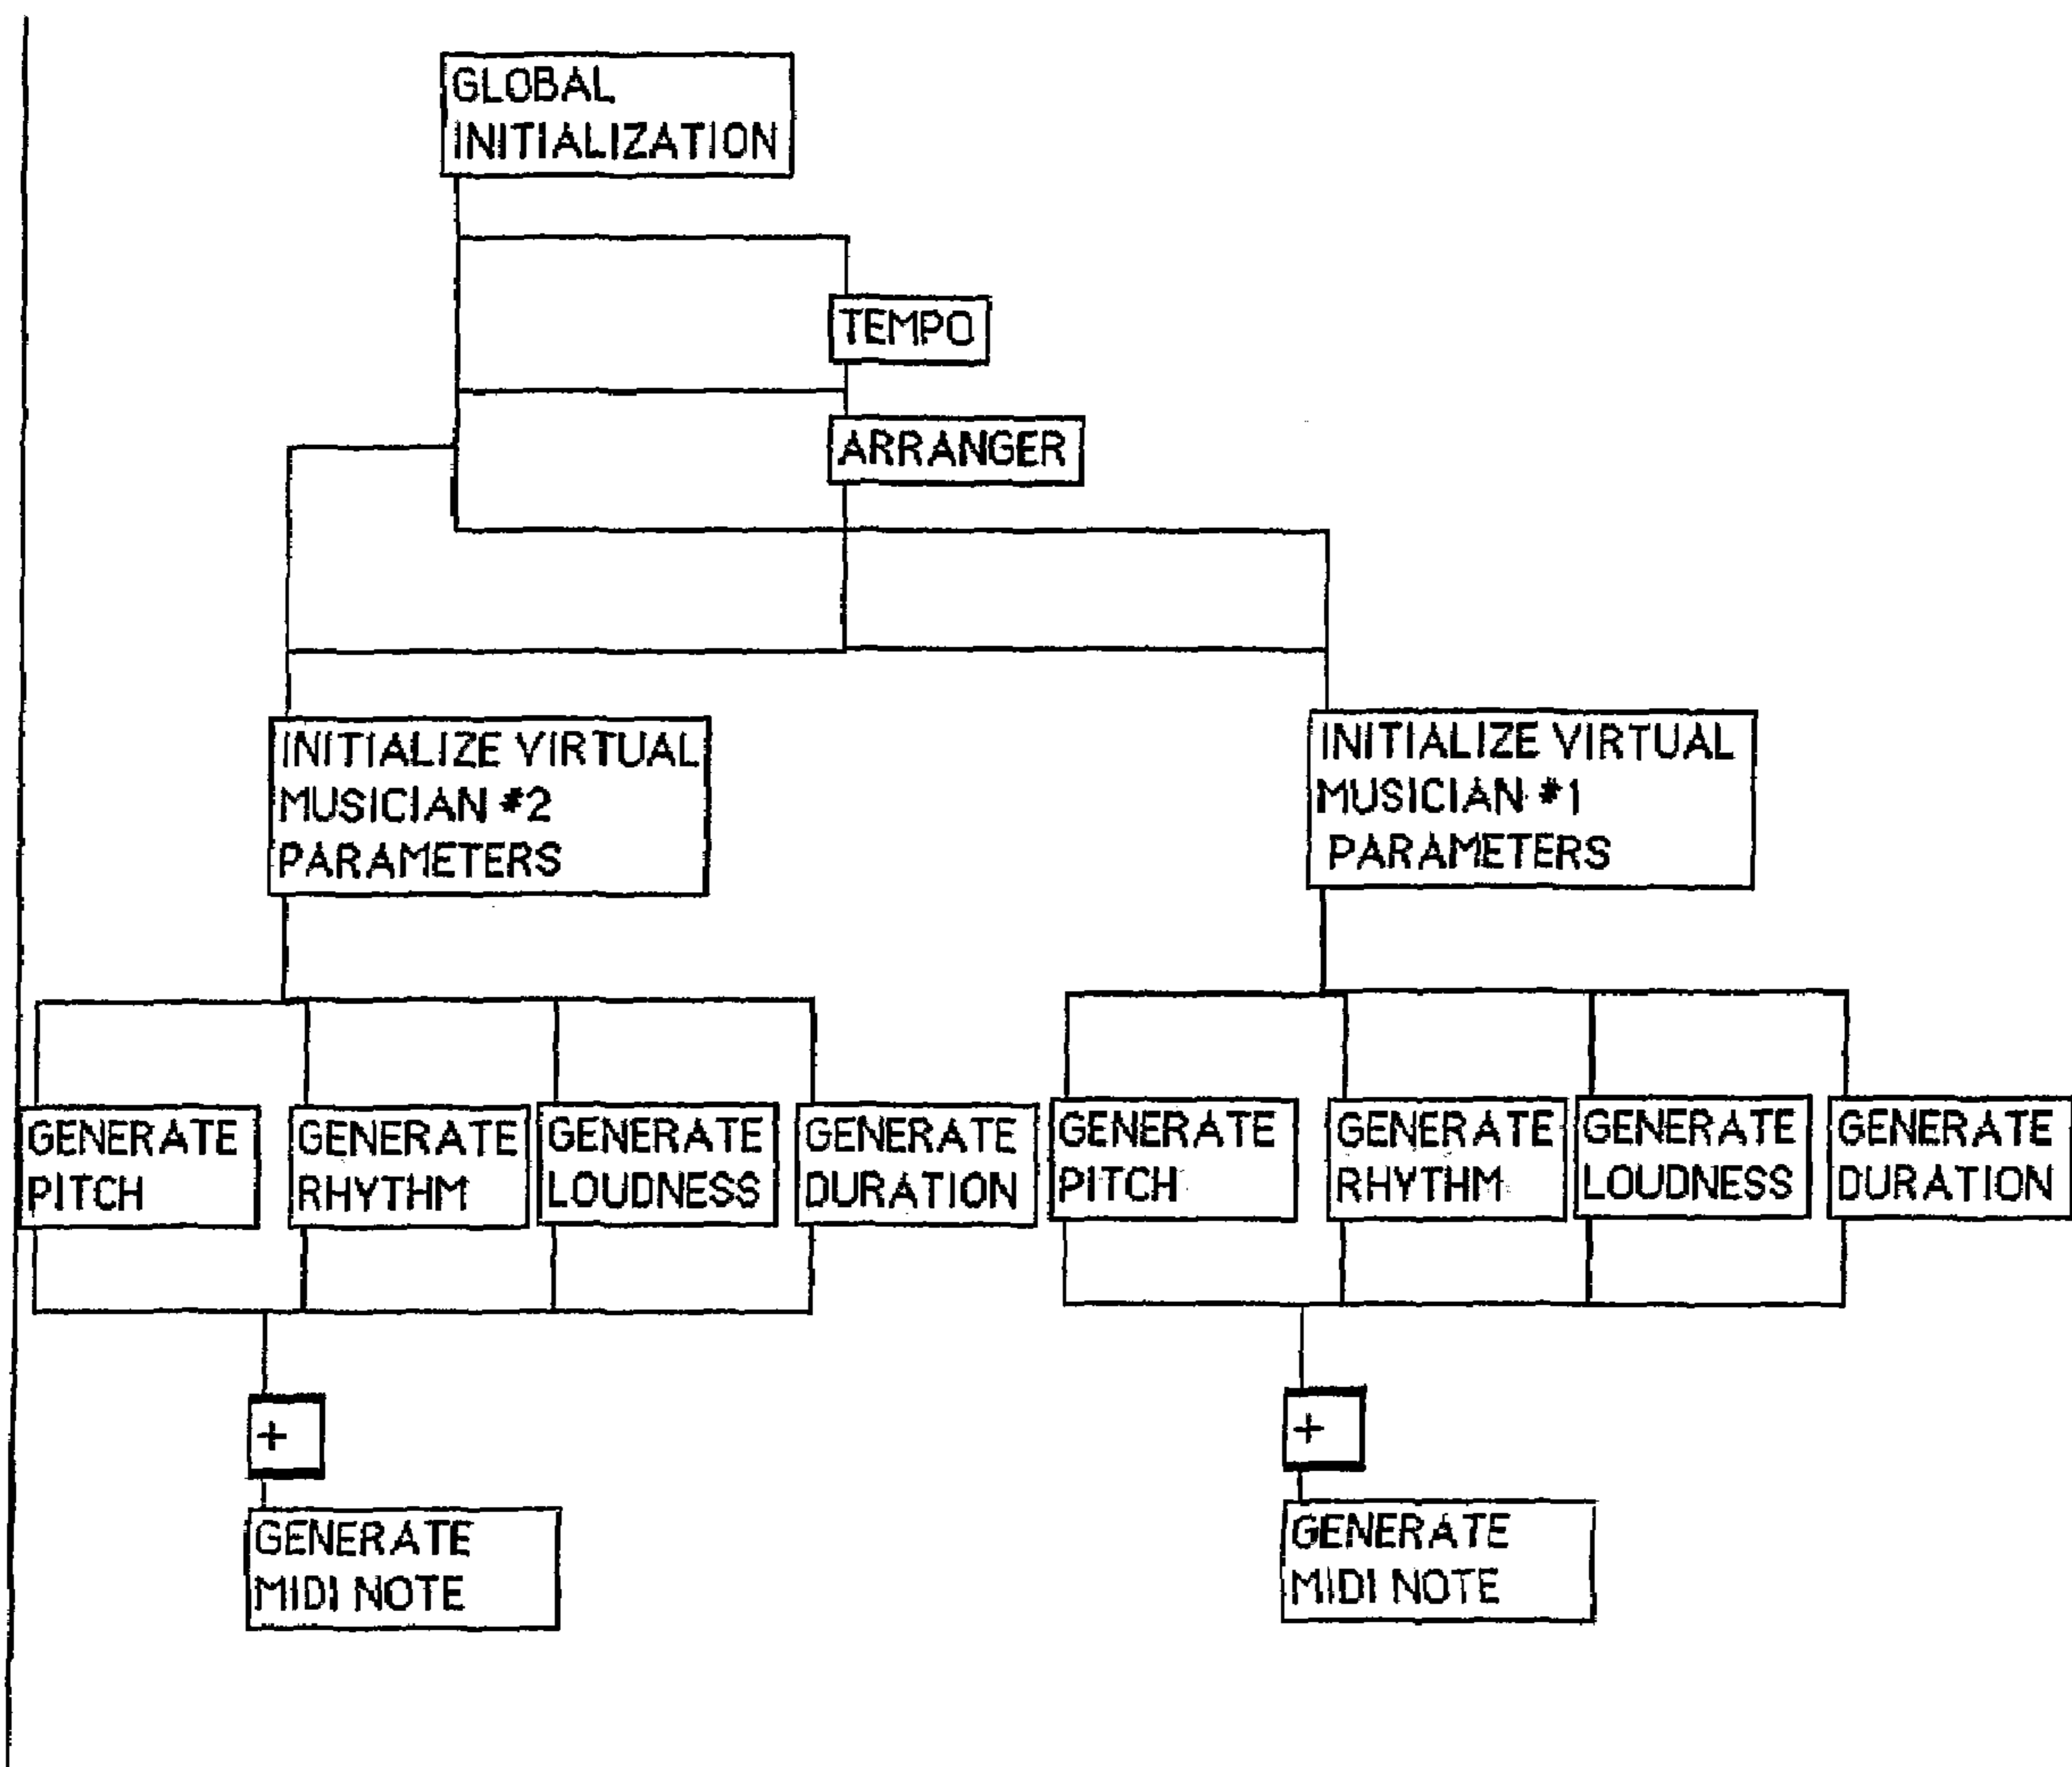 GLOBAL
INITIALIZATION
TEMPO
ARRANGER
INITIALIZE VIRTUAL
MUSICIAN #2
PARAMETERS
INITIALIZE VIRTUAL
MUSICIAN #1
PARAMETERS
GENERATE
PITCH
GENERATE
RHYTHM
GENERATE
LOUDNESS
GENERATE
DURATION
GENERATE
PITCH
GENERATE
RHYTHM
GENERATE
LOUDNESS
GENERATE
DURATION
+
+
GENERATE
MIDI NOTE
GENERATE
MIDI NOTE